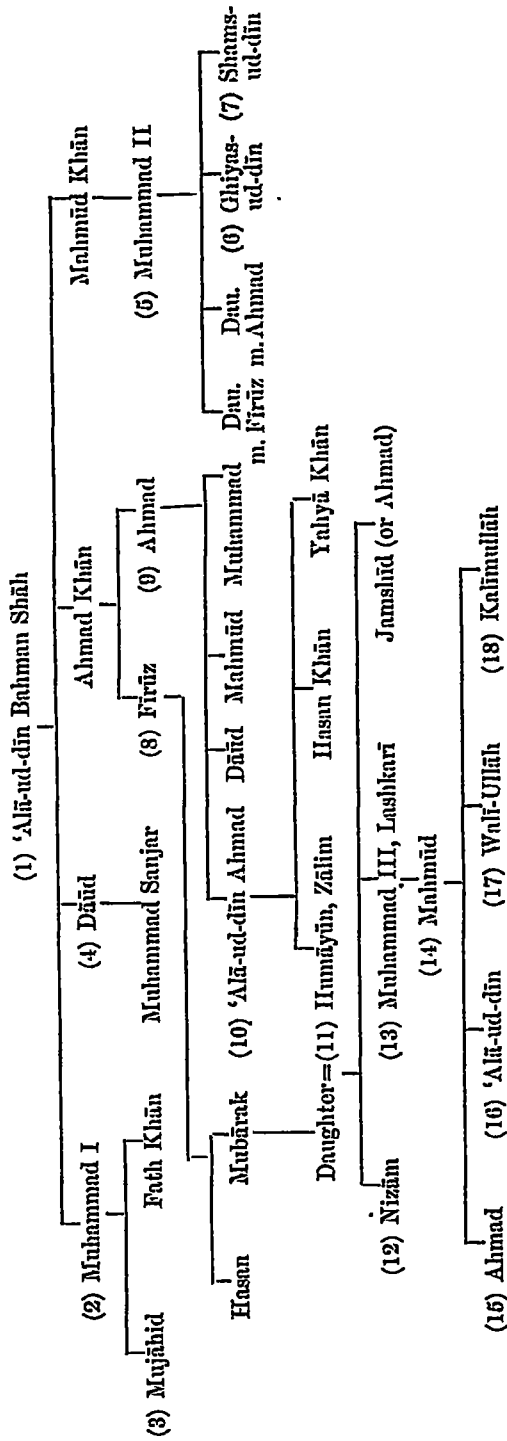 (1) ‘Alā-ud-dīn Bahman Shāh
(2) Muhammad I (4) Dāūd Ahmad Khān Mahmūd Khān
(3) Mujāhid Fath Khān Muhammad Sanjar (8) Fīrūz (9) Ahmad (5) Muhammad II
Hasan Mubārak (10) ‘Alā-ud-dīn Ahmad Dāūd Mahmūd Muhammad Dau. Dau. (6) Ghiyas- (7) Shams-
m. Fīrūz m. Ahmad ud-dīn ud-dīn
Daughter=(11) Humāyūn, Zālim Hasan Khān Yahyā Khān
(12) Nizām (13) Muhammad III, Lashkarī Jamshīd (or Ahmad)
(14) Mahmūd
(15) Ahmad (16) ‘Alā-ud-dīn (17) Walī-Ullāh (18) Kalīmullāh